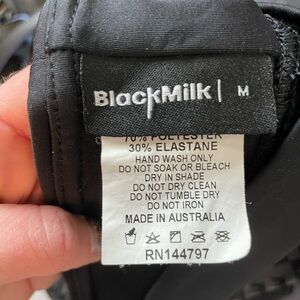 BlackMilk | M
70% POLYESTER
30% ELASTANE
HAND WASH ONLY
DO NOT SOAK OR BLEACH
DRY IN SHADE
DO NOT DRY CLEAN
DO NOT TUMBLE DRY
DO NOT IRON
MADE IN AUSTRALIA
RN144797